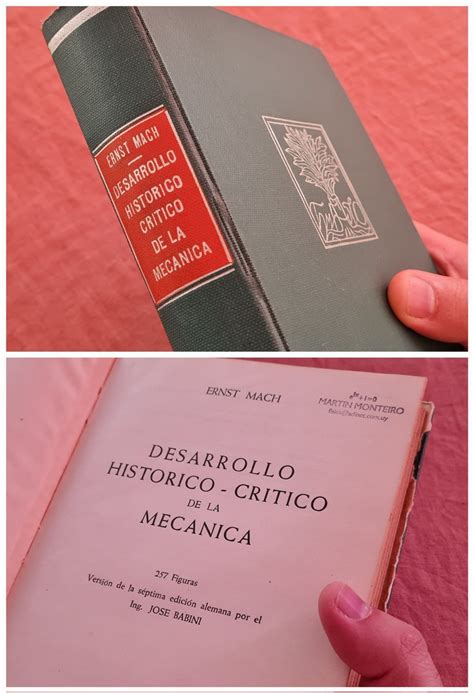 ERNST MACH
DESARROLLO
HISTORICO
CRITICO
DE LA
MECANICA
ERNST MACH
MARTIN MONTEIRO
DESARROLLO
HISTORICO - CRITICO
DE LA
MECANICA
257 Figuras
Versión de la séptima edición alemana por el
Ing. JOSE BABINI